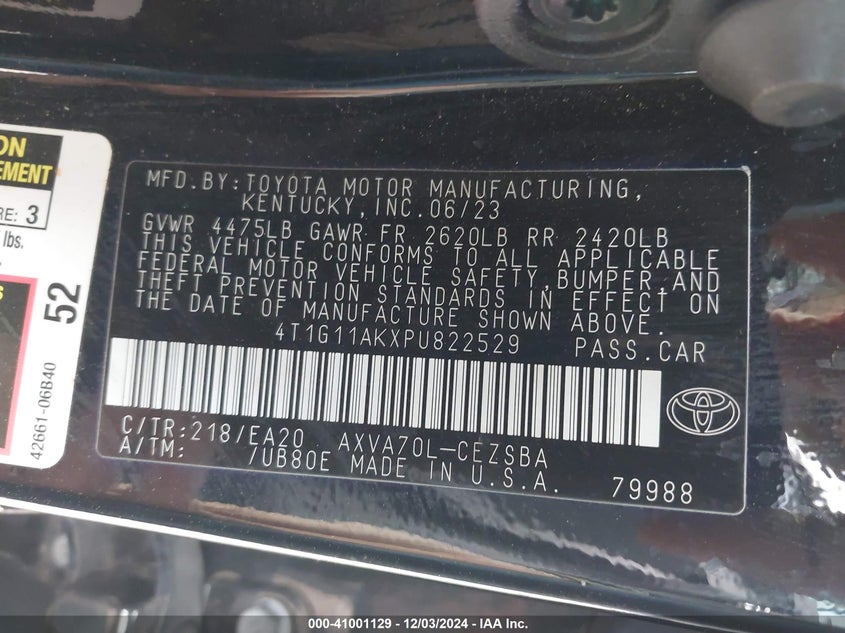 ON
EMENT
RE: 3
lbs.
S
52
42661-06B40
MFD.BY:TOYOTA MOTOR MANUFACTURING,
KENTUCKY,INC.06/23
GVWR 4475LB GAWR FR 2620LB RR 2420LB
THIS VEHICLE CONFORMS TO ALL APPLICABLE
FEDERAL MOTOR VEHICLE SAFETY,BUMPER,AND
THEFT PREVENTION STANDARDS IN EFFECT ON
THE DATE OF MANUFACTURE SHOWN ABOVE.
4T1G11AKXPU822529 PASS.CAR
C/TR:218/EA20 AXVA70L-CEZSBA
A/TM: /UB80E MADE IN U.S.A. 79988
000-41001129 - 12/03/2024 - IAA Inc.